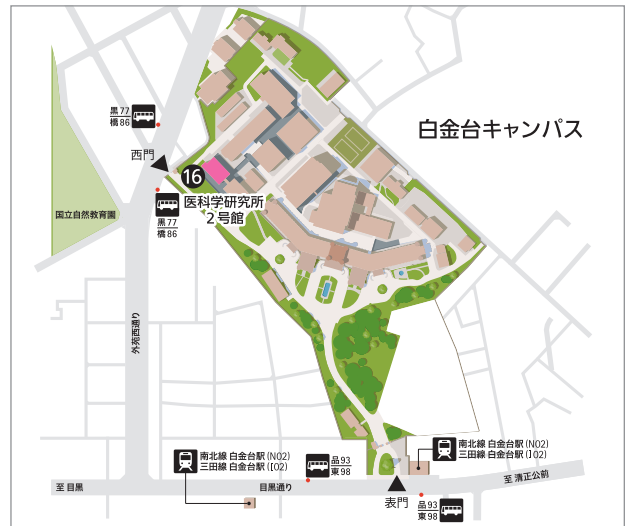 黒77
橋86
白金台キャンパス
西門
16
医科学研究所
2号館
国立自然教育園
黒77
橋86
外苑西通り
南北線 白金台駅(N02)
三田線 白金台駅(I02)
品93
東98
南北線 白金台駅(N02)
三田線 白金台駅(I02)
至 目黒
目黒通り
至 清正公前
表門
品93
東98